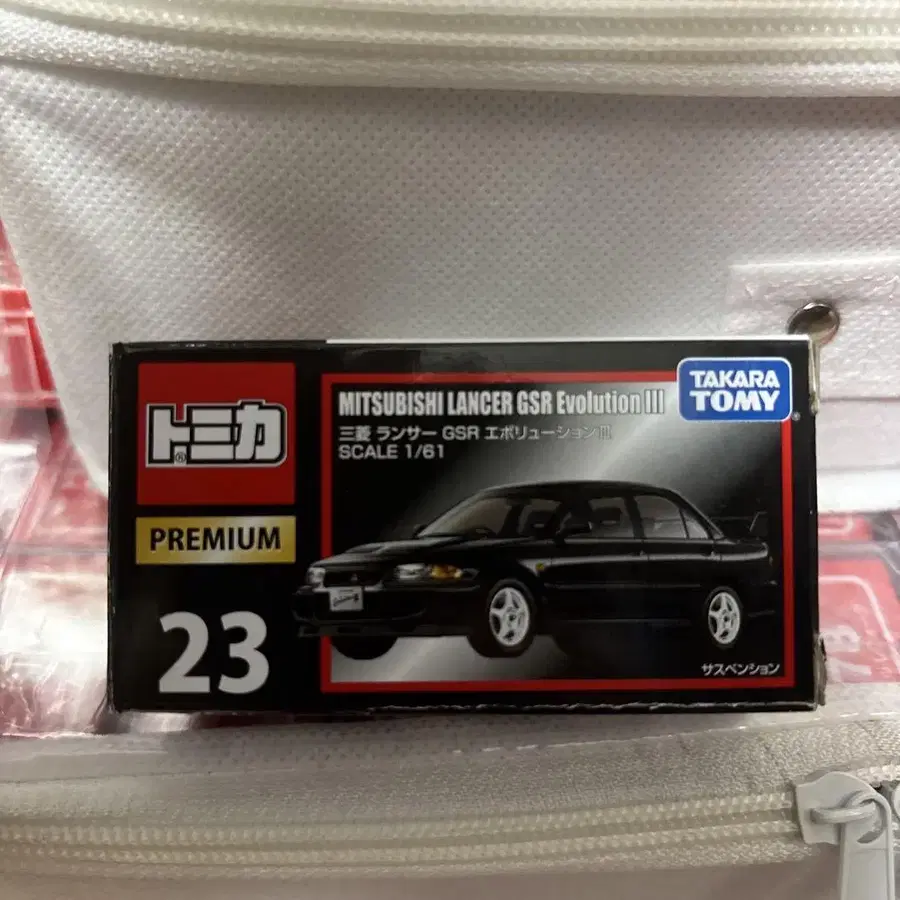 トミカ
®
PREMIUM
23
MITSUBISHI LANCER GSR Evolution III
三菱 ランサー GSR エボリューションIII
SCALE 1/61
TAKARA
TOMY
®
サスペンション